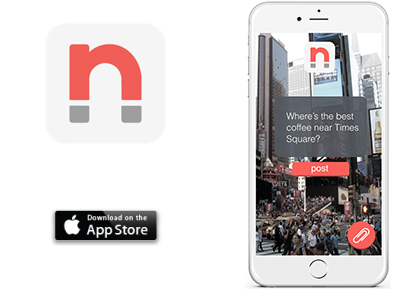 n
Download on the
App Store
n
Where's the best
coffee near Times
Square?
post